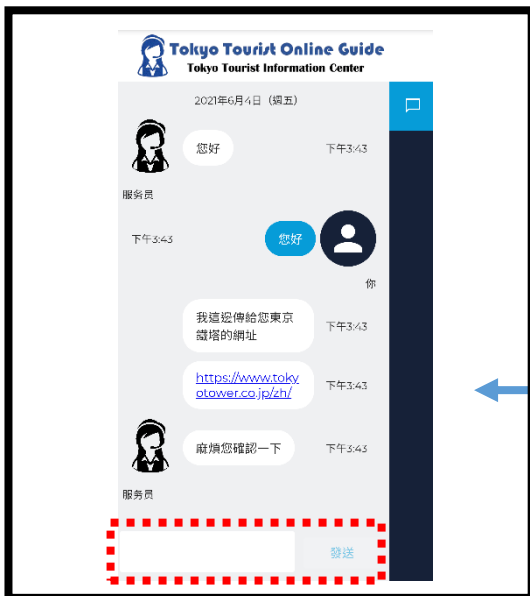 Tokyo Tourist Online Guide
Tokyo Tourist Information Center
2021年6月4日（週五）
您好
下午3:43
服务员
下午3:43
您好
你
我這邊傳給您東京
鐵塔的網址
下午3:43
https://www.toky
otower.co.jp/zh/
下午3:43
麻煩您確認一下
下午3:43
服务员
發送